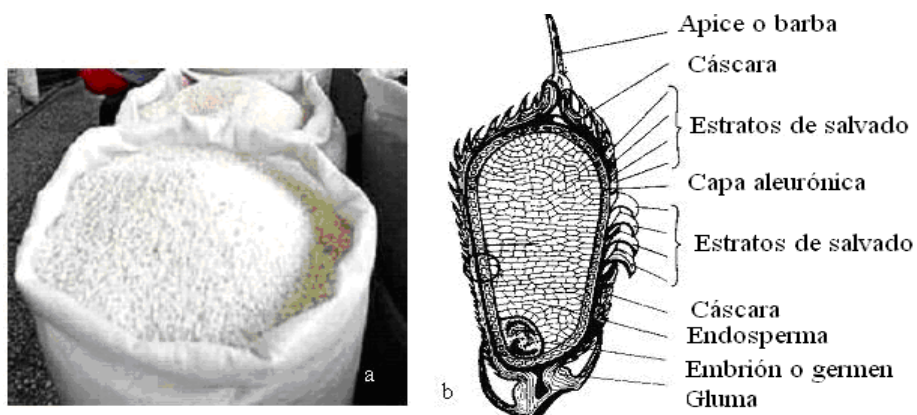 Apice o barba
Cáscara
Estratos de salvado
Capa aleurónica
Estratos de salvado
Cáscara
Endosperma
Embrión o germen
Gluma
a
b